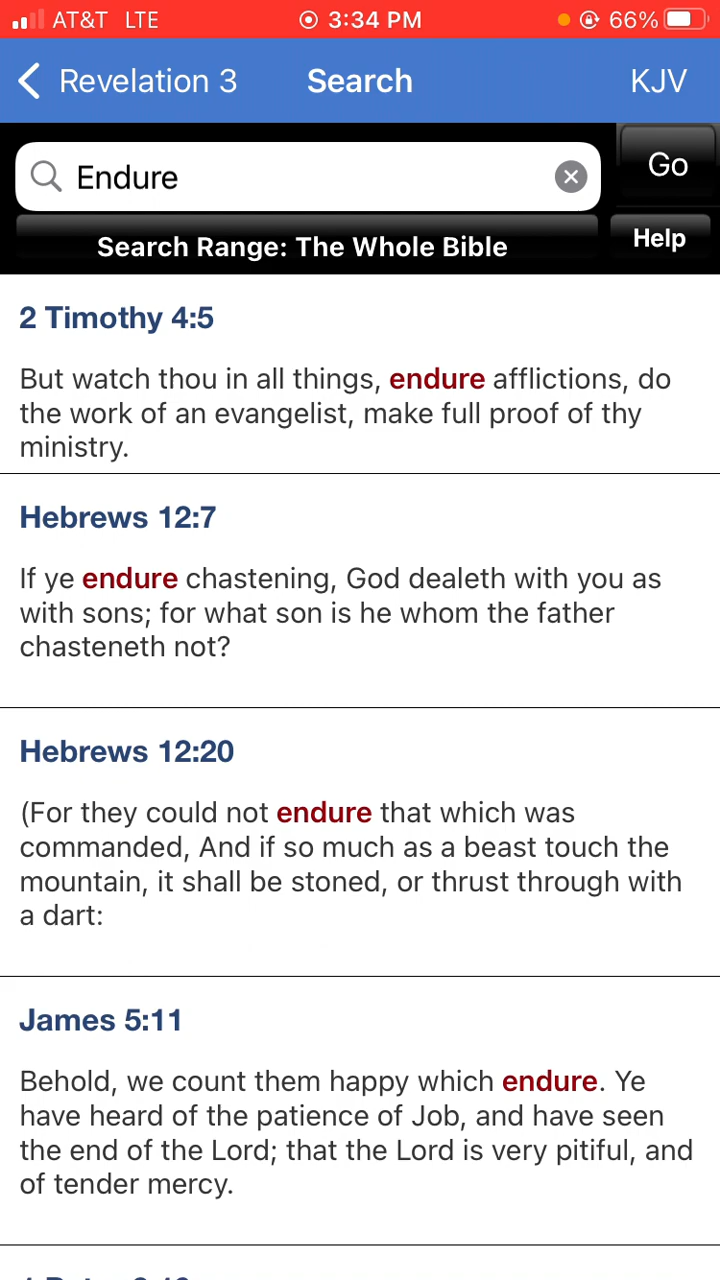 AT&T LTE 3:34 PM 66%
Revelation 3 Search KJV
Endure Go
Search Range: The Whole Bible Help
2 Timothy 4:5
But watch thou in all things, endure afflictions, do
the work of an evangelist, make full proof of thy
ministry.
Hebrews 12:7
If ye endure chastening, God dealeth with you as
with sons; for what son is he whom the father
chasteneth not?
Hebrews 12:20
(For they could not endure that which was
commanded, And if so much as a beast touch the
mountain, it shall be stoned, or thrust through with
a dart:
James 5:11
Behold, we count them happy which endure. Ye
have heard of the patience of Job, and have seen
the end of the Lord; that the Lord is very pitiful, and
of tender mercy.